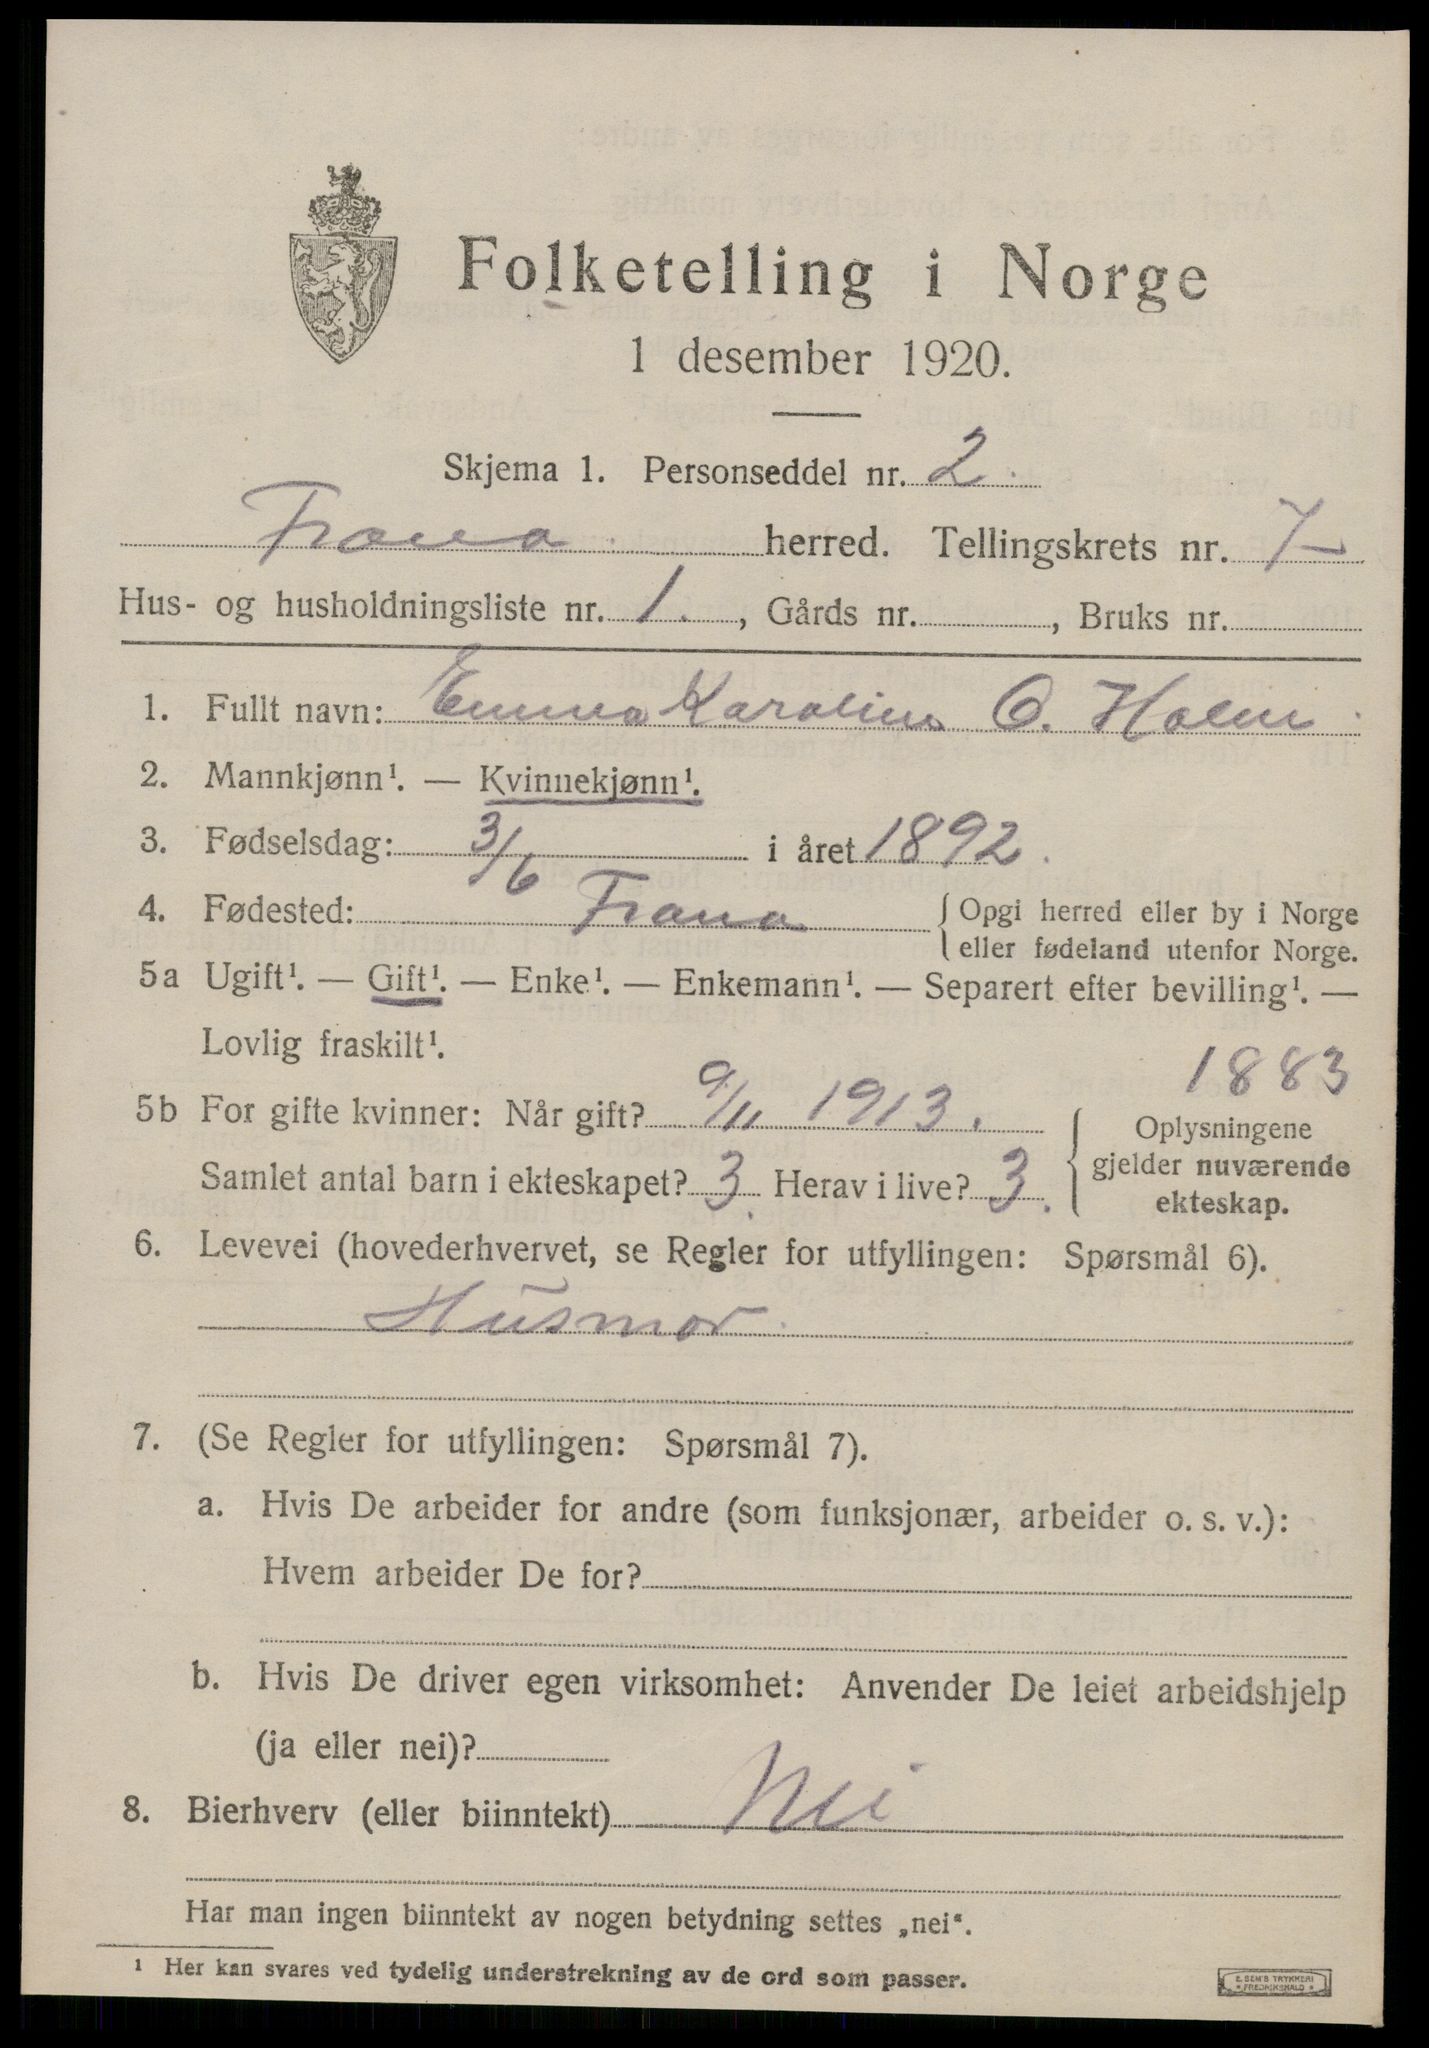 Folketelling i Norge
1 desember 1920.
Skjema 1. Personseddel nr. 2.
Fræna herred. Tellingskrets nr. 7
Hus- og husholdningsliste nr. 1., Gårds nr. , Bruks nr.
1. Fullt navn: Emma Karoline O. Holm
2. Mannkjønn¹. — Kvinnekjønn¹.
3. Fødselsdag: 3/6 i året 1892.
4. Fødested: Fræna {Opgi herred eller by i Norge
eller fødeland utenfor Norge.
5a Ugift¹. — Gift¹. — Enke¹. — Enkemann¹. — Separert efter bevilling¹. —
Lovlig fraskilt¹.
1883
5b For gifte kvinner: Når gift? 9/11 1913. Oplysningene
gjelder nuværende
Samlet antal barn i ekteskapet? 3. Herav i live? 3. ekteskap.
6. Levevei (hovederhvervet, se Regler for utfyllingen: Spørsmål 6).
Husmor
7. (Se Regler for utfyllingen: Spørsmål 7).
a. Hvis De arbeider for andre (som funksjonær, arbeider o. s. v.):
Hvem arbeider De for?
b. Hvis De driver egen virksomhet: Anvender De leiet arbeidshjelp
(ja eller nei)?
8. Bierhverv (eller biinntekt) Nei
Har man ingen biinntekt av nogen betydning settes „nei“.
¹ Her kan svares ved tydelig understrekning av de ord som passer.
E. SEM'S TRYKKERI
FREDRIKSHALD